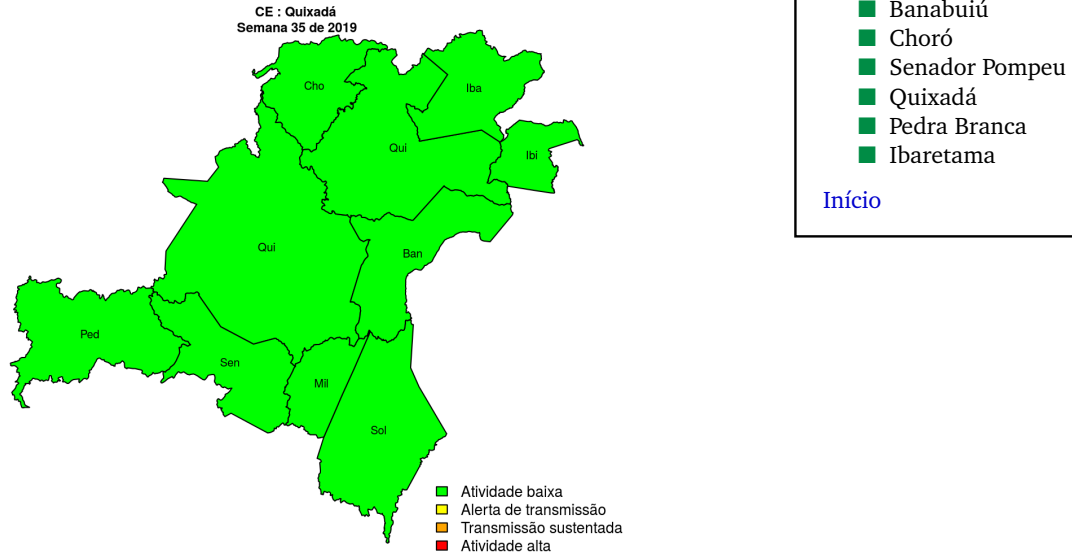 CE : Quixadá
Semana 35 de 2019
Cho
Iba
Qui
Ibi
Qui
Ban
Ped
Sen
Mil
Sol
Atividade baixa
Alerta de transmissão
Transmissão sustentada
Atividade alta
Banabuiú
Choró
Senador Pompeu
Quixadá
Pedra Branca
Ibaretama
Início